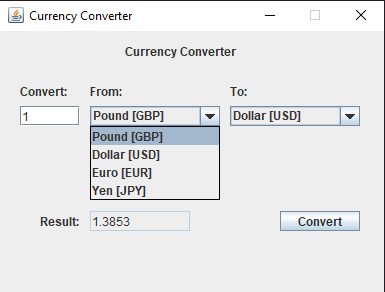 Currency Converter
Currency Converter
Convert: From: To:
1 Pound [GBP] Dollar [USD]
Pound [GBP]
Dollar [USD]
Euro [EUR]
Yen [JPY]
Result: 1.3853 Convert